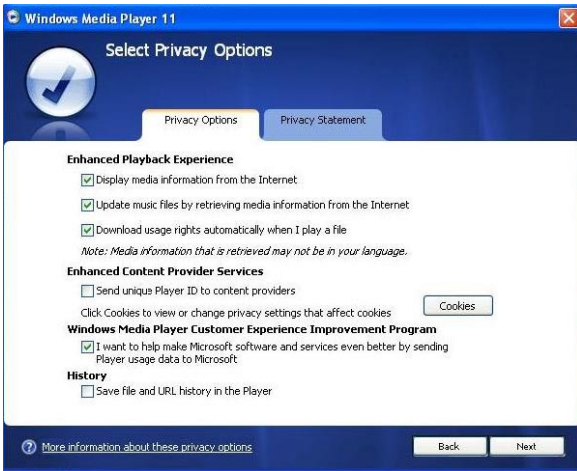 Windows Media Player 11
Select Privacy Options
Privacy Options
Privacy Statement
Enhanced Playback Experience
Display media information from the Internet
Update music files by retrieving media information from the Internet
Download usage rights automatically when I play a file
Note: Media information that is retrieved may not be in your language.
Enhanced Content Provider Services
Send unique Player ID to content providers
Click Cookies to view or change privacy settings that affect cookies
Cookies
Windows Media Player Customer Experience Improvement Program
I want to help make Microsoft software and services even better by sending
Player usage data to Microsoft
History
Save file and URL history in the Player
More information about these privacy options
Back
Next